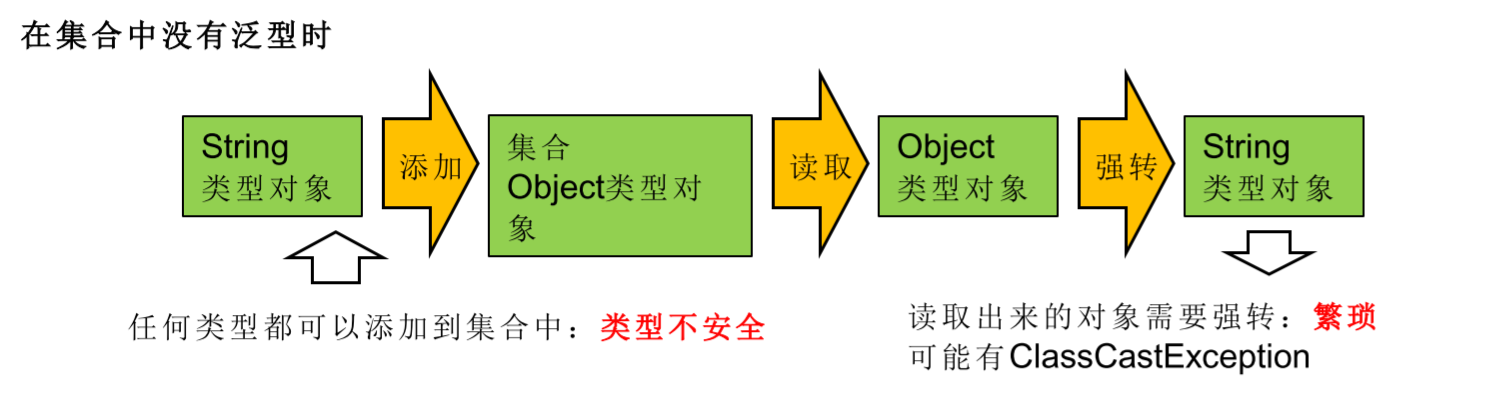 在集合中没有泛型时
String
类型对象
添加
集合
Object类型对
象
读取
Object
类型对象
强转
String
类型对象
任何类型都可以添加到集合中：类型不安全
读取出来的对象需要强转：繁琐
可能有ClassCastException